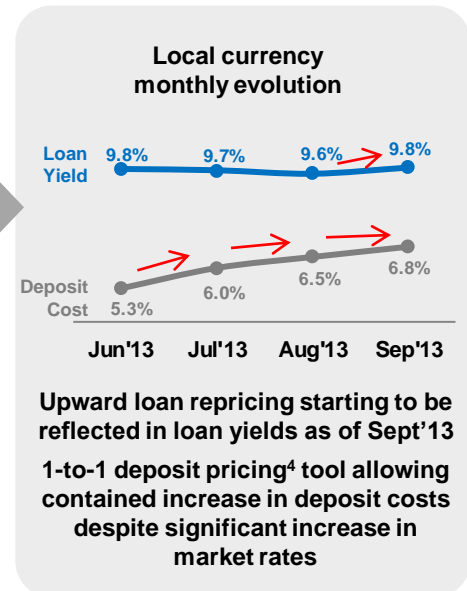 Local currency
monthly evolution
Loan
Yield
9.8%
9.7%
9.6%
9.8%
Deposit
Cost
5.3%
6.0%
6.5%
6.8%
Jun'13
Jul'13
Aug'13
Sep'13
Upward loan repricing starting to be
reflected in loan yields as of Sept’13
1-to-1 deposit pricing⁴ tool allowing
contained increase in deposit costs
despite significant increase in
market rates